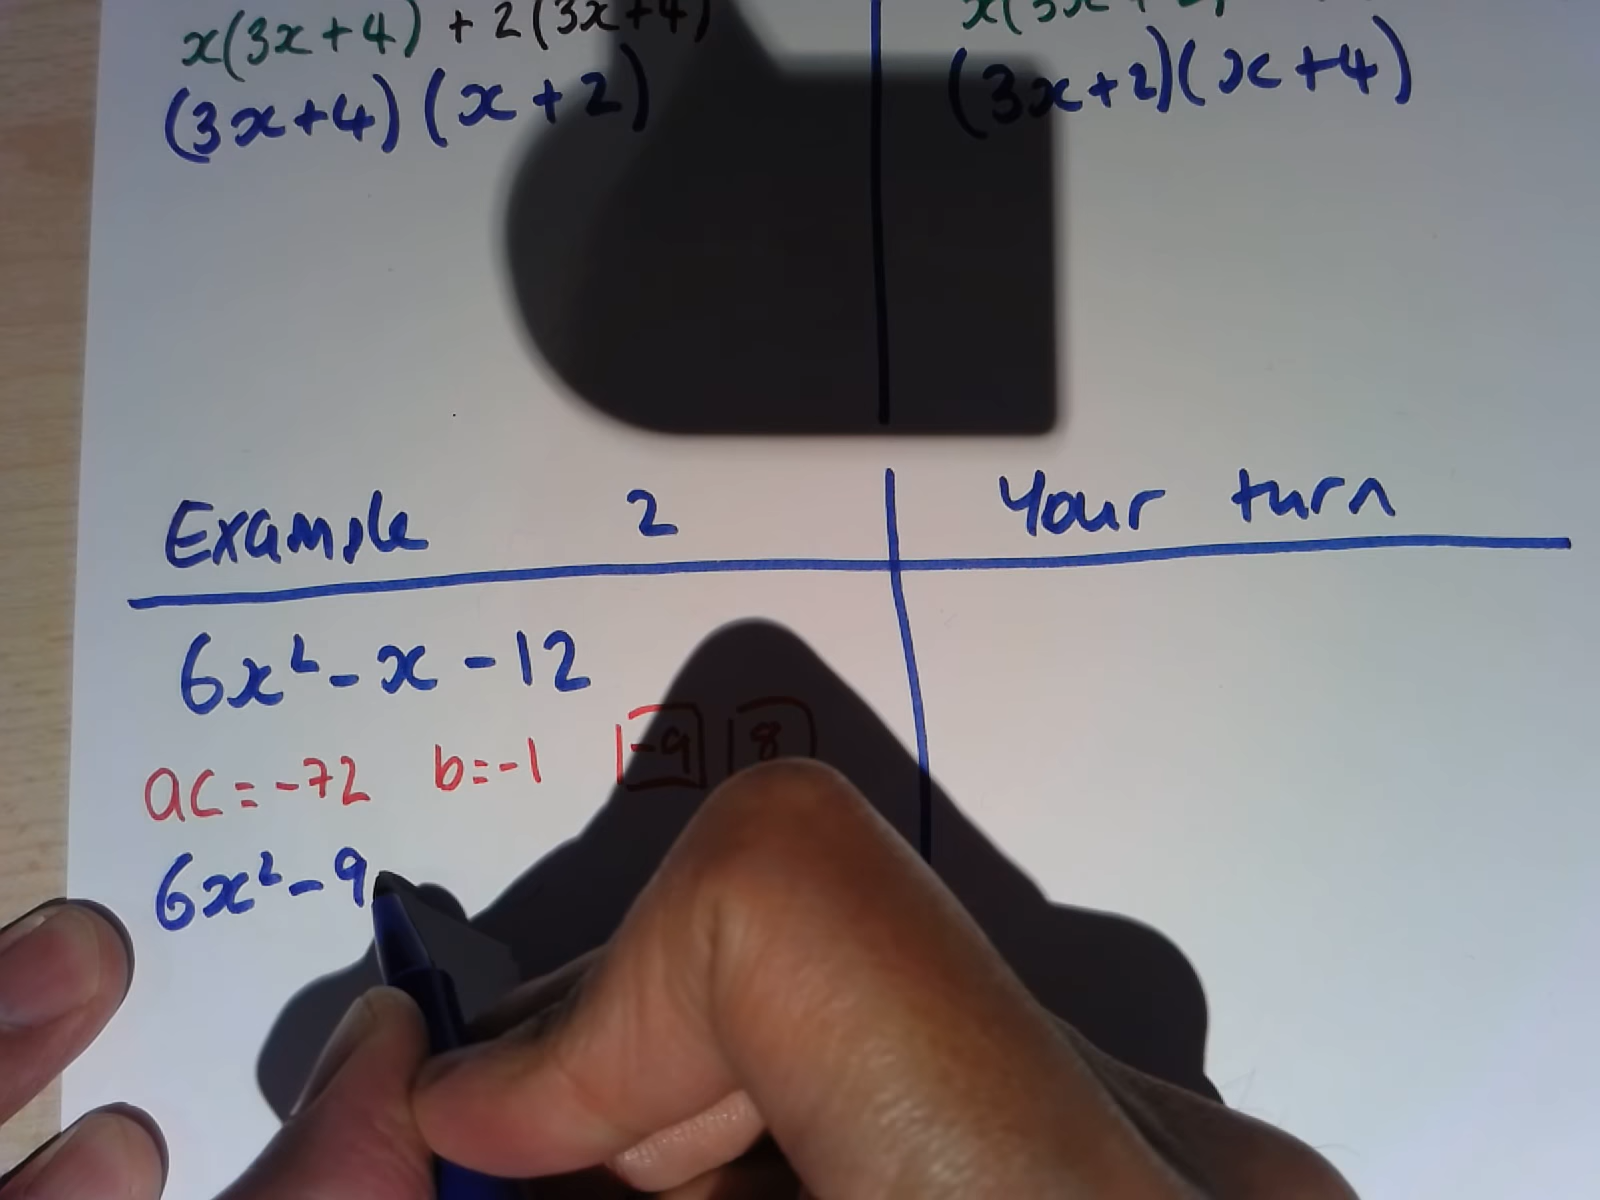 x(3x+4) + 2(3x+4)
(3x+4)(x+2)
(3x+2)(x+4)
Example 2
Your turn
6x² - x - 12
ac = -72 b = -1 -9 8
6x² - 9